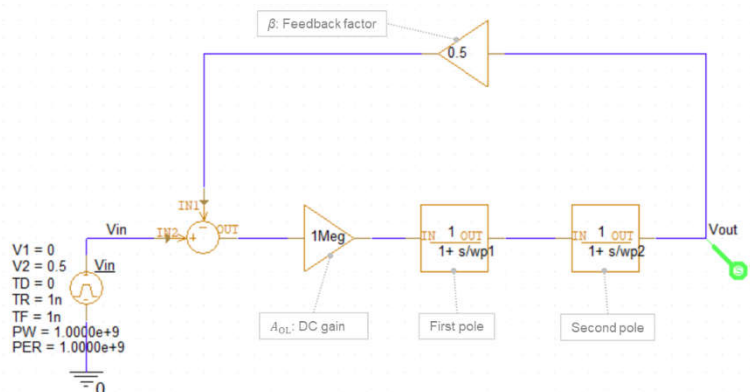 β: Feedback factor
0.5
IN1
Vin
IN2
+
−
OUT
1Meg
IN
1
OUT
1+ s/wp1
IN
1
OUT
1+ s/wp2
Vout
V1 = 0
V2 = 0.5
Vin
TD = 0
TR = 1n
TF = 1n
PW = 1.0000e+9
PER = 1.0000e+9
A_OL: DC gain
First pole
Second pole
0